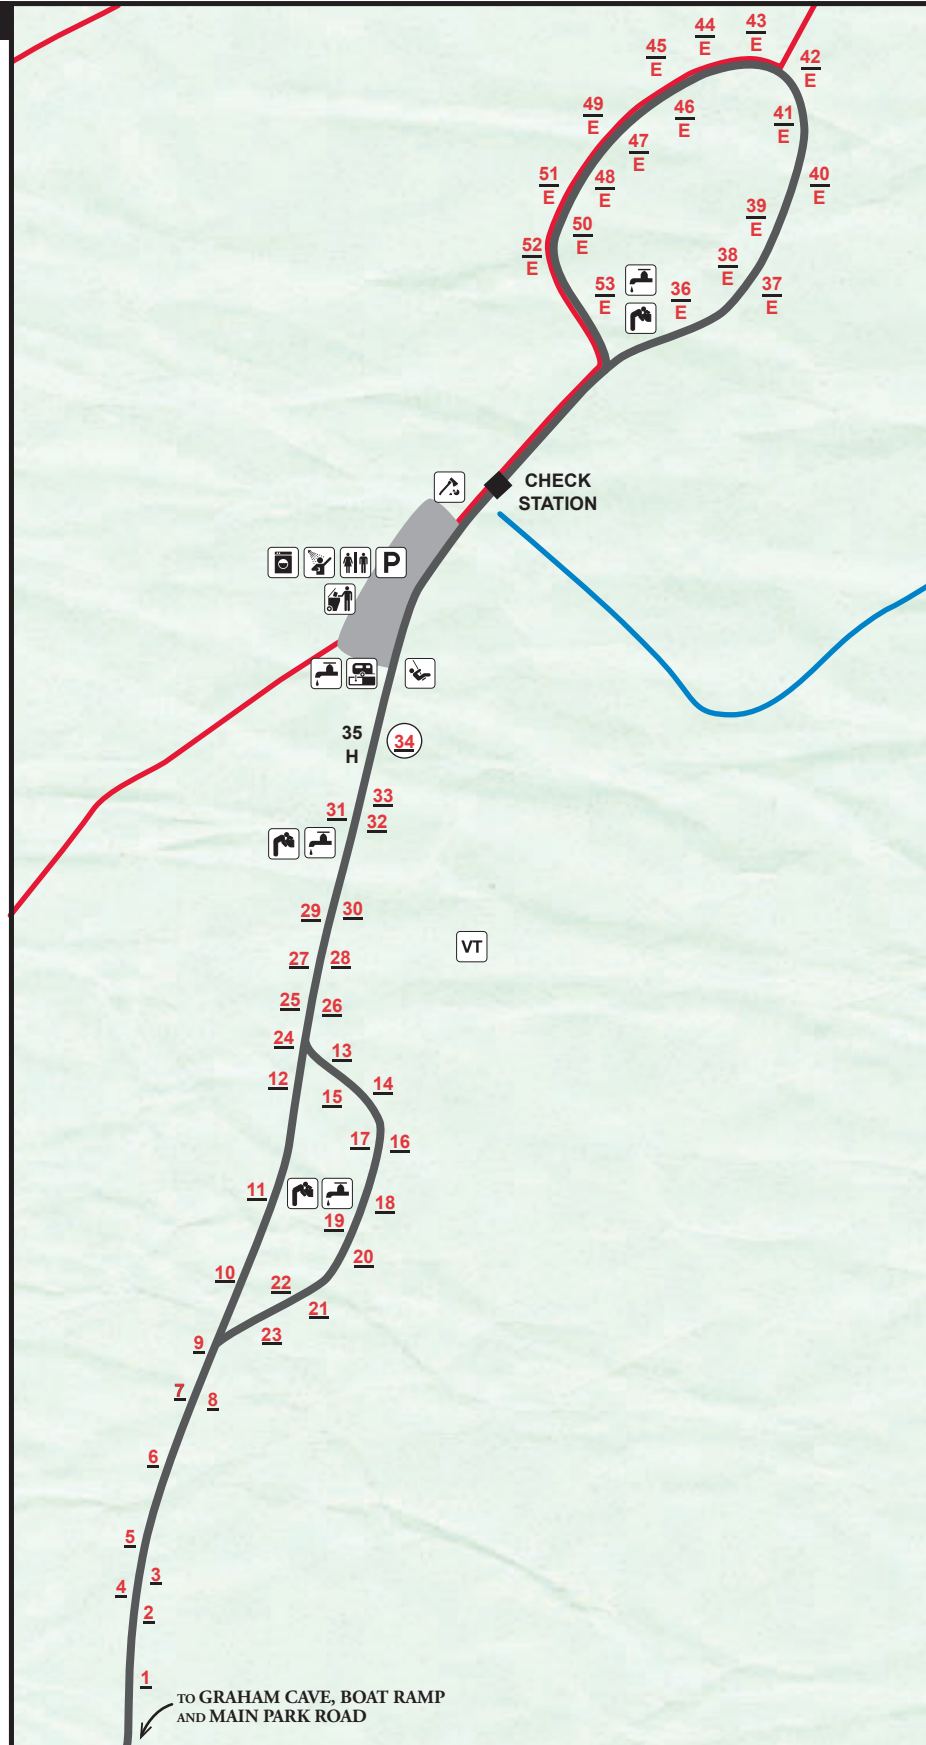 43
44
45
E
E
E
42
E
49
E
46
E
41
E
47
E
51
E
48
E
40
E
39
E
50
E
52
E
38
E
53
E
36
E
37
E
CHECK
STATION
P
35
H
34
31
33
32
29
30
27
28
VT
25
26
24
13
12
14
15
17
16
11
18
19
20
10
22
21
23
9
7
8
6
5
3
4
2
1
TO GRAHAM CAVE, BOAT RAMP
AND MAIN PARK ROAD